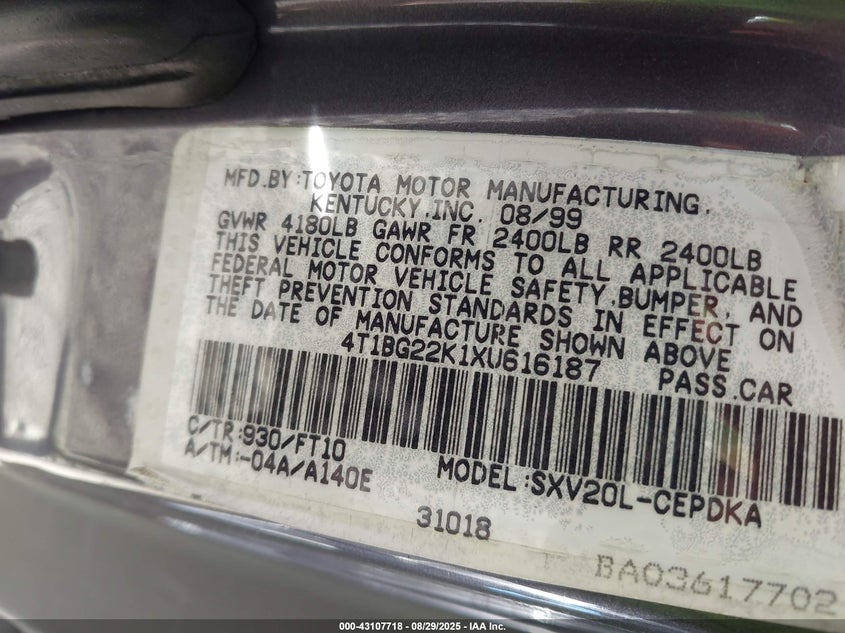 MFD.BY:TOYOTA MOTOR MANUFACTURING,
KENTUCKY,INC. 08/99
GVWR 4180LB GAWR FR 2400LB RR 2400LB
THIS VEHICLE CONFORMS TO ALL APPLICABLE
FEDERAL MOTOR VEHICLE SAFETY,BUMPER, AND
THEFT PREVENTION STANDARDS IN EFFECT ON
THE DATE OF MANUFACTURE SHOWN ABOVE
4T1BG22K1XU616187 PASS.CAR
C/TR:930/FT10
A/TM:-04A/A140E
MODEL:SXV20L-CEPDKA
31018
BA03617702
000-43107718 - 08/29/2025 - IAA Inc.